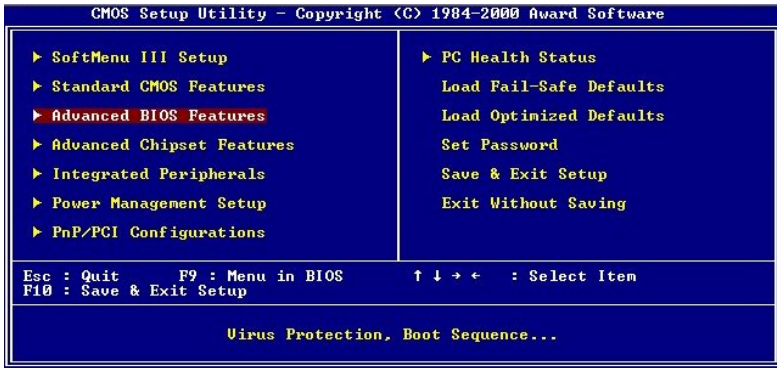 CMOS Setup Utility - Copyright (C) 1984-2000 Award Software
► SoftMenu III Setup
► Standard CMOS Features
► Advanced BIOS Features
► Advanced Chipset Features
► Integrated Peripherals
► Power Management Setup
► PnP/PCI Configurations
► PC Health Status
Load Fail-Safe Defaults
Load Optimized Defaults
Set Password
Save & Exit Setup
Exit Without Saving
Esc : Quit F9 : Menu in BIOS ↑ ↓ → ← : Select Item
F10 : Save & Exit Setup
Virus Protection, Boot Sequence...